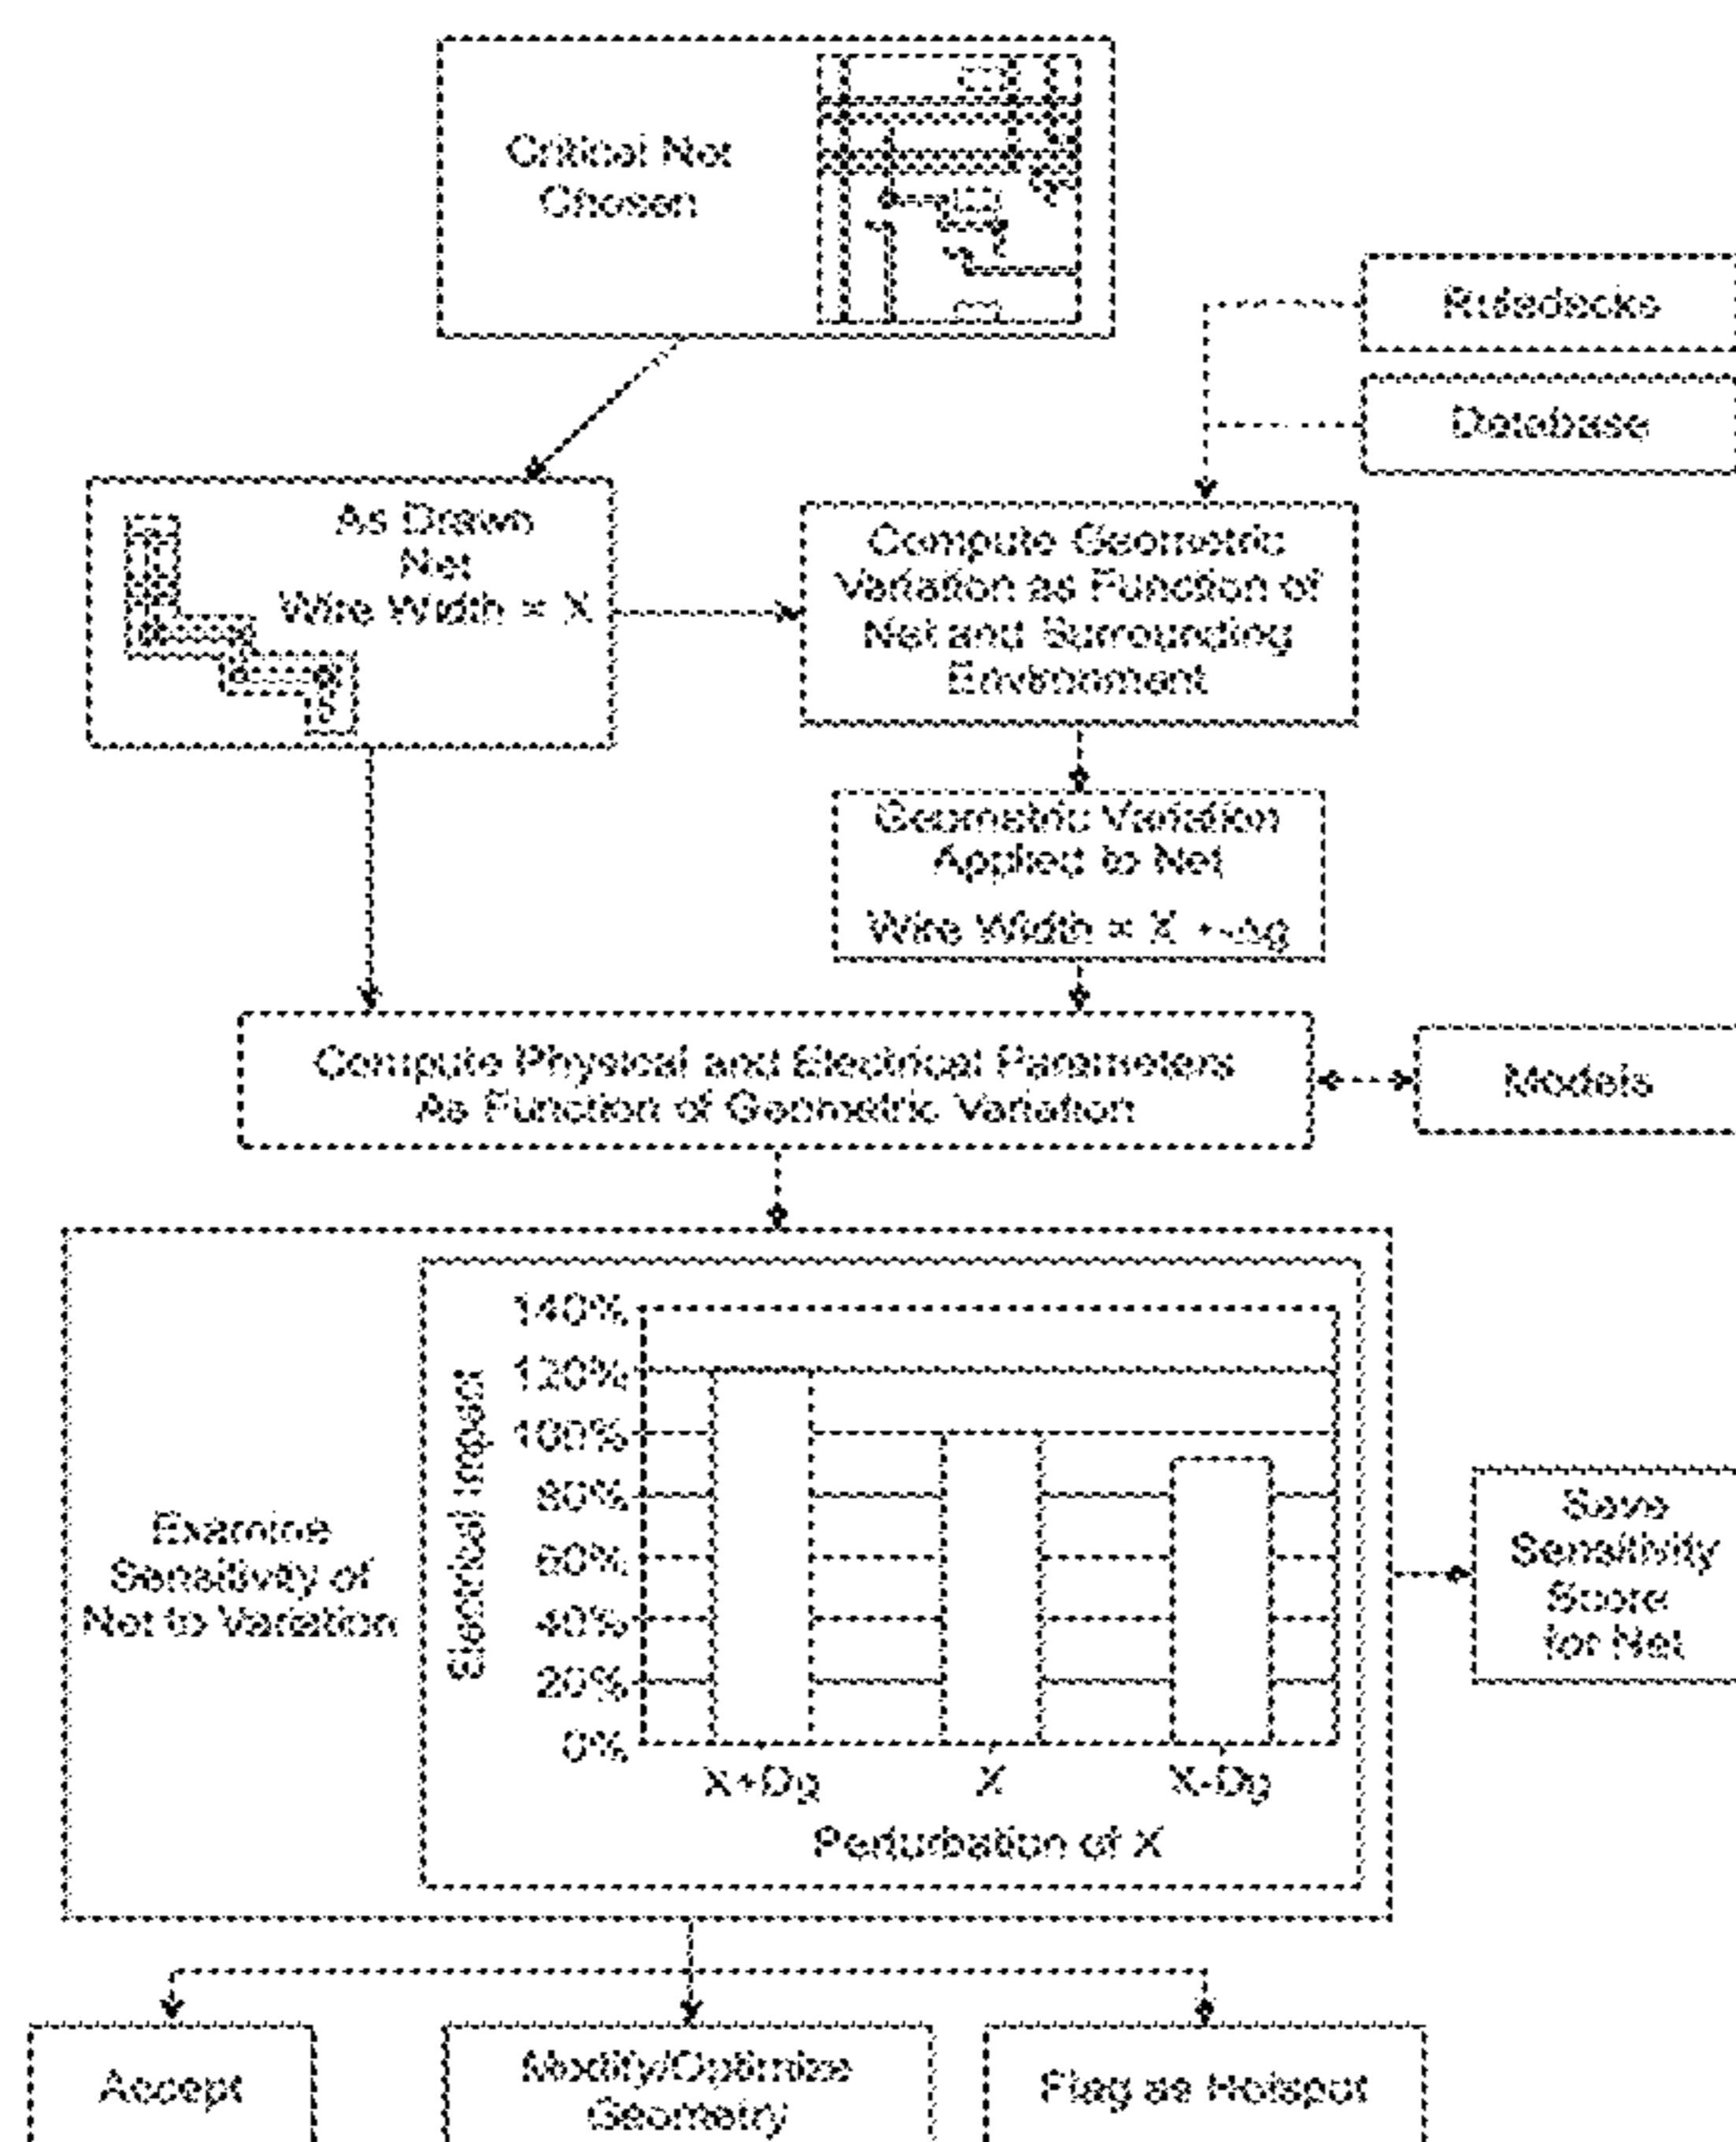 Critical Net
Chosen
Ruledecks
Database
As Drawn
Net
Wire Width = X
Compute Geometric
Variation as Function of
Net and Surrounding
Environment
Geometric Variation
Applied to Net
Wire Width = X +-Δg
Compute Physical and Electrical Parameters
As Function of Geometric Variation
Models
Examine
Sensitivity of
Net to Variation
Electrical Impact
140%
120%
100%
80%
60%
40%
20%
0%
X+Dg
X
X-Dg
Perturbation of X
Save
Sensitivity
Score
for Net
Accept
Modify/Optimize
Geometry
Flag as Hotspot